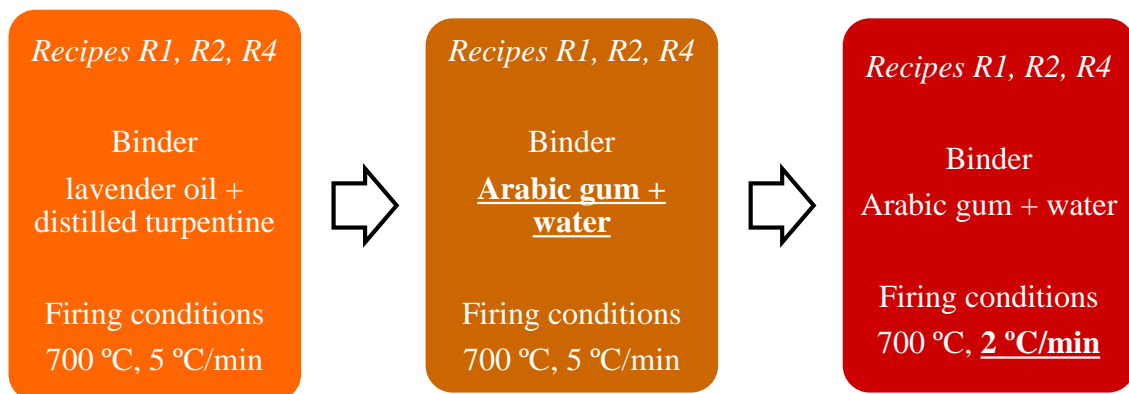 Recipes R1, R2, R4
Binder
lavender oil +
distilled turpentine
Firing conditions
700 ºC, 5 ºC/min
Recipes R1, R2, R4
Binder
Arabic gum +
water
Firing conditions
700 ºC, 5 ºC/min
Recipes R1, R2, R4
Binder
Arabic gum + water
Firing conditions
700 ºC, 2 ºC/min